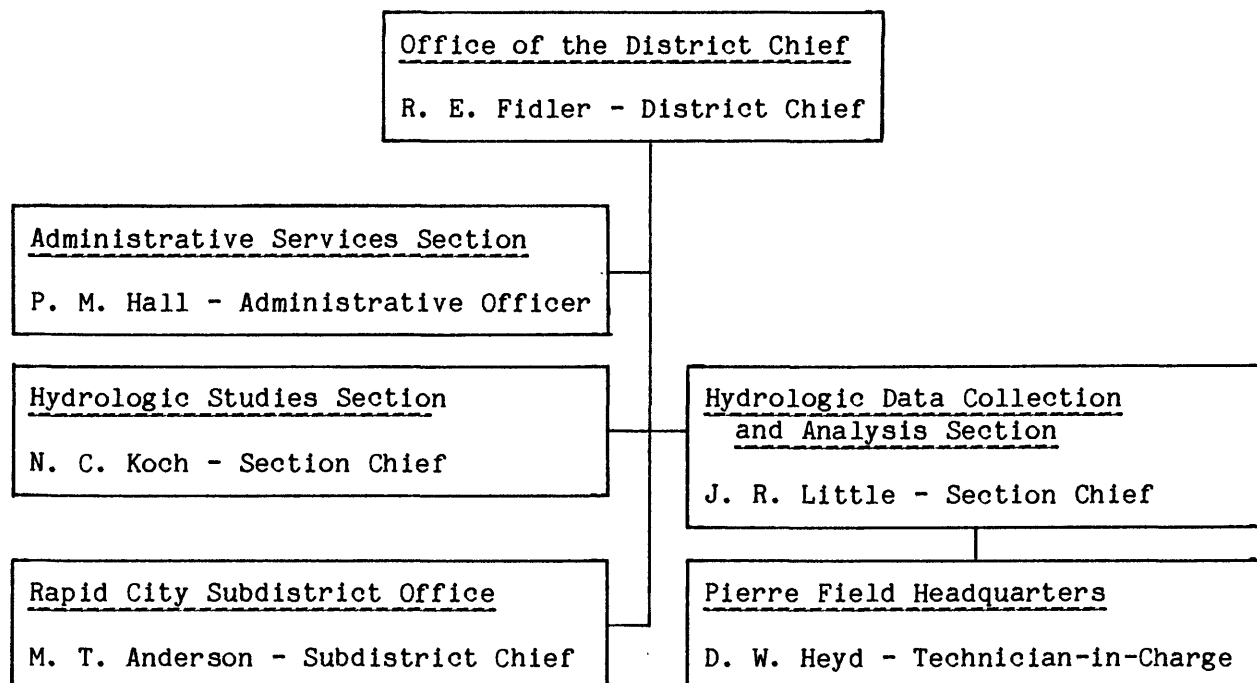 Office of the District Chief
R. E. Fidler - District Chief
Administrative Services Section
P. M. Hall - Administrative Officer
Hydrologic Studies Section
N. C. Koch - Section Chief
Hydrologic Data Collection
and Analysis Section
J. R. Little - Section Chief
Rapid City Subdistrict Office
M. T. Anderson - Subdistrict Chief
Pierre Field Headquarters
D. W. Heyd - Technician-in-Charge